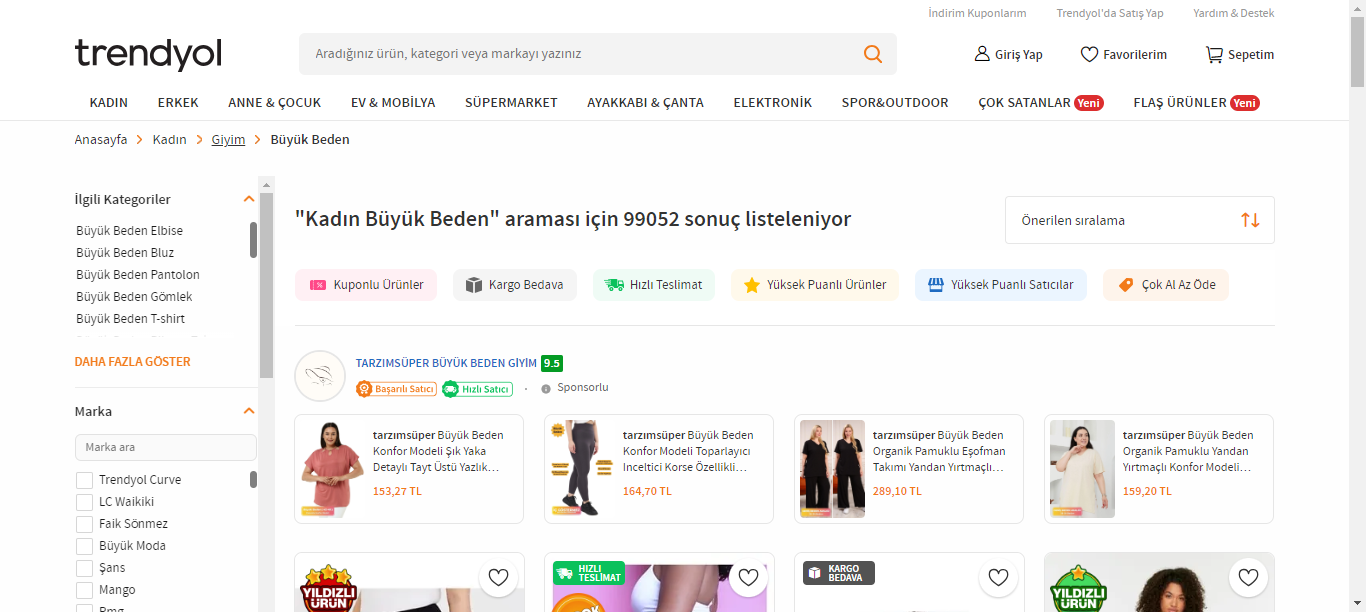 İndirim Kuponlarım Trendyol'da Satış Yap Yardım & Destek
trendyol
Aradığınız ürün, kategori veya markayı yazınız
Giriş Yap Favorilerim Sepetim
KADIN ERKEK ANNE & ÇOCUK EV & MOBİLYA SÜPERMARKET AYAKKABI & ÇANTA ELEKTRONİK SPOR&OUTDOOR ÇOK SATANLAR Yeni FLAŞ ÜRÜNLER Yeni
Anasayfa > Kadın > Giyim > Büyük Beden
İlgili Kategoriler
Büyük Beden Elbise
Büyük Beden Bluz
Büyük Beden Pantolon
Büyük Beden Gömlek
Büyük Beden T-shirt
DAHA FAZLA GÖSTER
Marka
Marka ara
Trendyol Curve
LC Waikiki
Faik Sönmez
Büyük Moda
Şans
Mango
"Kadın Büyük Beden" araması için 99052 sonuç listeleniyor
Önerilen sıralama
Kuponlu Ürünler Kargo Bedava Hızlı Teslimat Yüksek Puanlı Ürünler Yüksek Puanlı Satıcılar Çok Al Az Öde
TARZIMSÜPER BÜYÜK BEDEN GİYİM 9.5
Başarılı Satıcı Hızlı Satıcı · Sponsorlu
tarzımsüper Büyük Beden
Konfor Modeli Şık Yaka
Detaylı Tayt Üstü Yazlık…
153,27 TL
tarzımsüper Büyük Beden
Konfor Modeli Toparlayıcı
Inceltici Korse Özellikli…
164,70 TL
tarzımsüper Büyük Beden
Organik Pamuklu Eşofman
Takımı Yandan Yırtmaçlı…
289,10 TL
tarzımsüper Büyük Beden
Organik Pamuklu Yandan
Yırtmaçlı Konfor Modeli…
159,20 TL
YILDIZLI
ÜRÜN
HIZLI
TESLİMAT
KARGO
BEDAVA
YILDIZLI
ÜRÜN